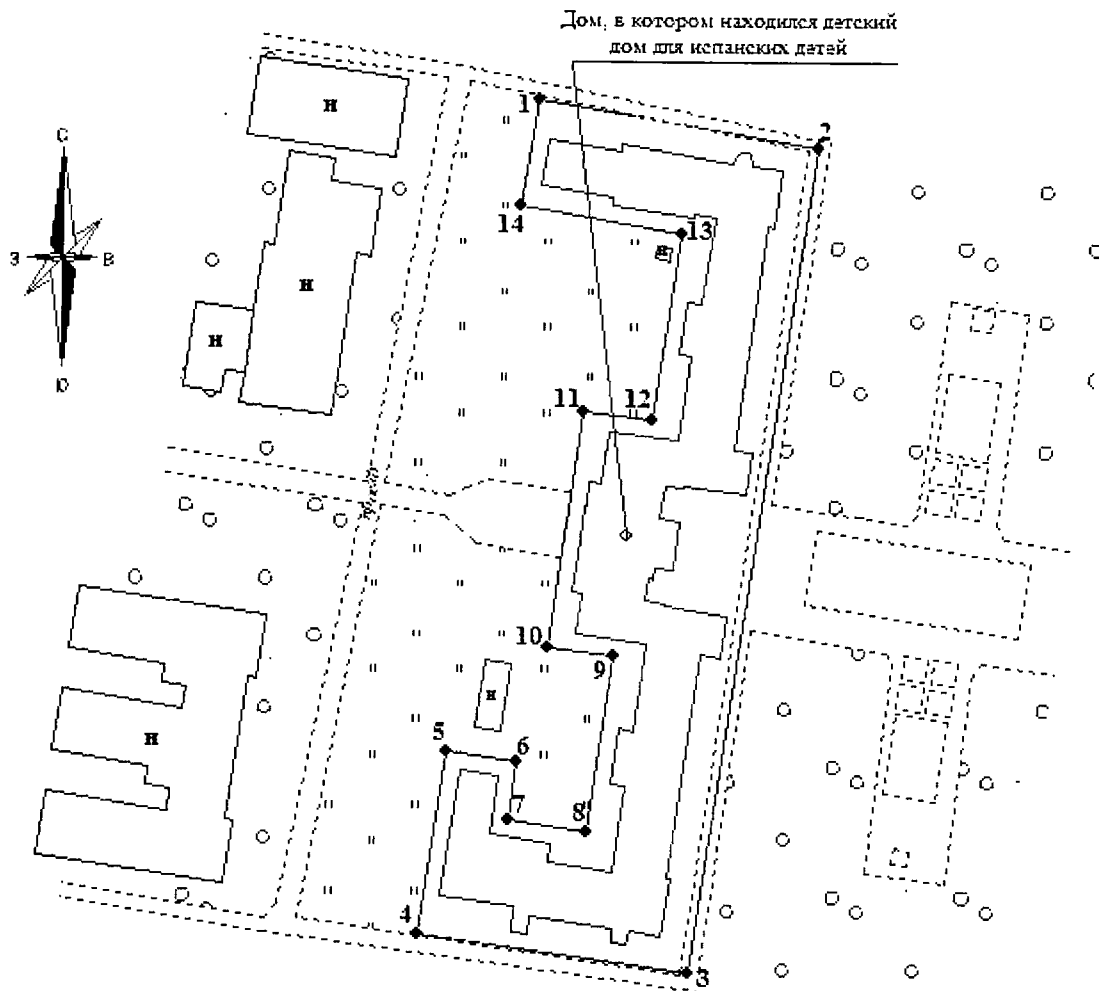 Дом, в котором находился детский
дом для испанских детей
1
2
н
С
14
13
н
З
В
н
н
Ю
11
12
проезд
10
9
н
5
6
н
7
8
4
3